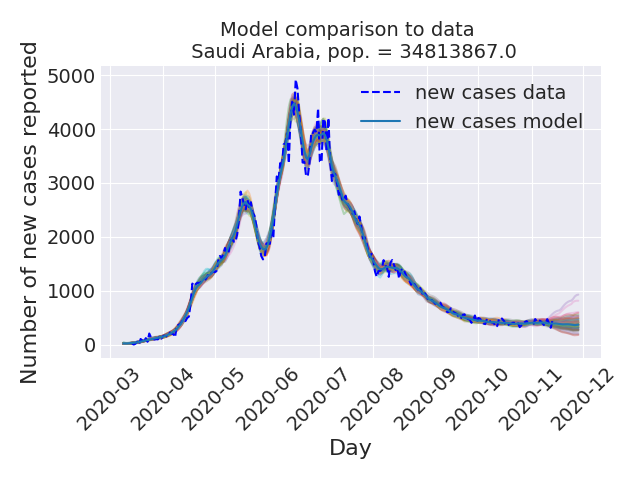 Model comparison to data
Saudi Arabia, pop. = 34813867.0
new cases data
new cases model
Number of new cases reported
5000
4000
3000
2000
1000
0
2020-03
2020-04
2020-05
2020-06
2020-07
2020-08
2020-09
2020-10
2020-11
2020-12
Day